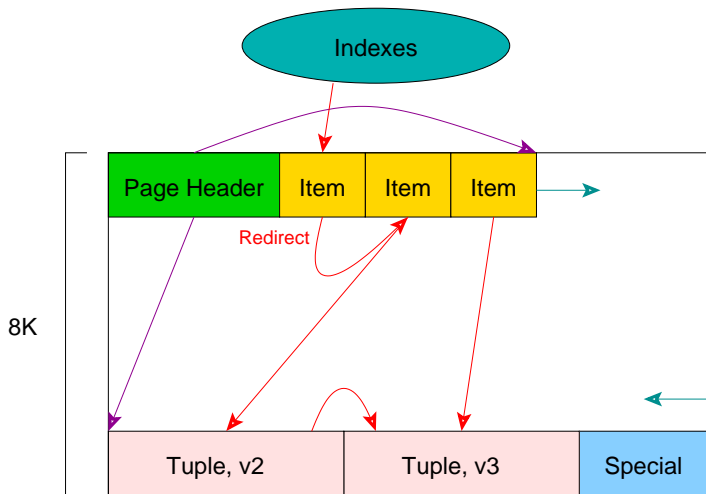 Indexes
Page Header
Item
Item
Item
Redirect
8K
Tuple, v2
Tuple, v3
Special